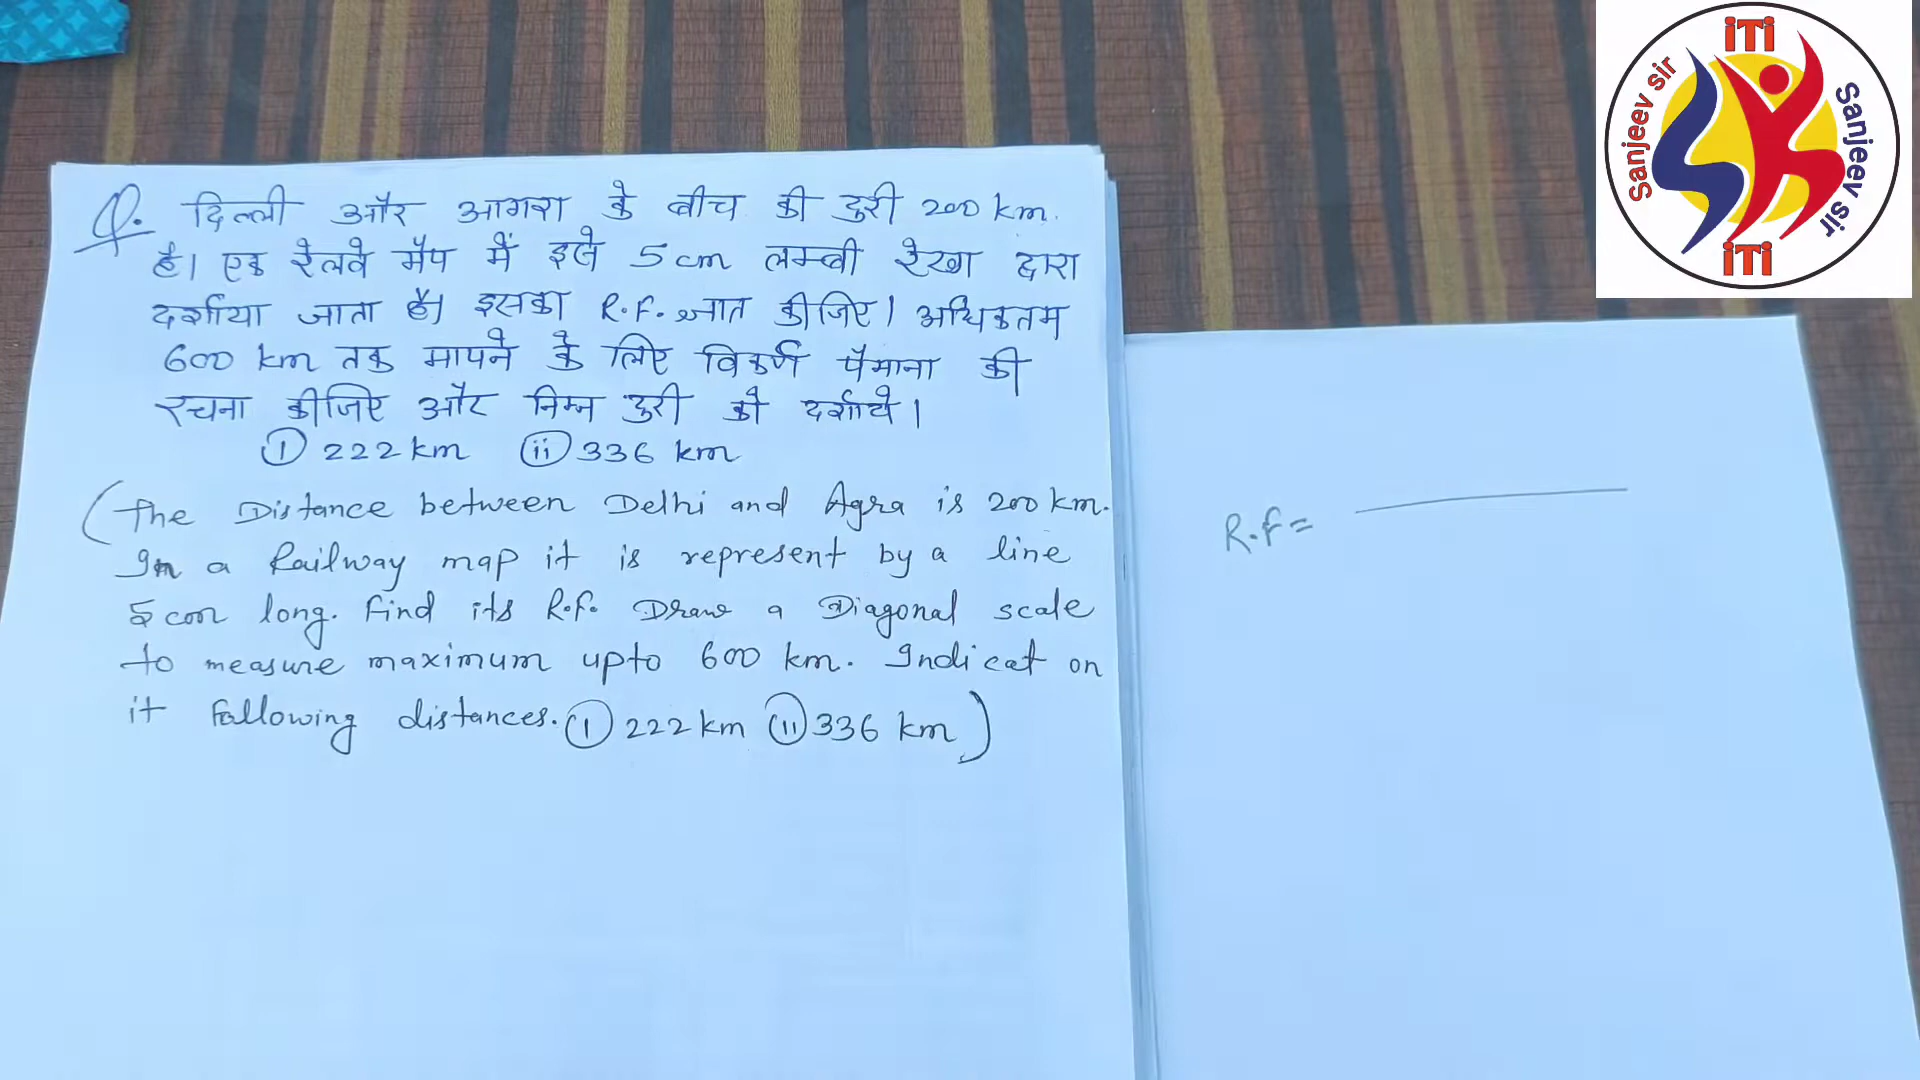 Q. दिल्ली और आगरा के बीच की दुरी 200 km.
है। एक रेलवे मैप में इसे 5 cm लम्बी रेखा द्वारा
दर्शाया जाता है। इसका R.F. ज्ञात कीजिए। अधिकतम
600 km तक मापने के लिए विकर्ण पैमाना की
रचना कीजिए और निम्न दुरी को दर्शाये।
(i) 222 km (ii) 336 km
(The Distance between Delhi and Agra is 200 km.
In a Railway map it is represent by a line
5 cm long. Find its R.F. Draw a Diagonal scale
to measure maximum upto 600 km. Indicat on
it following distances. (i) 222 km (ii) 336 km)
R.F =
iTi
Sanjeev sir
Sanjeev sir
iTi